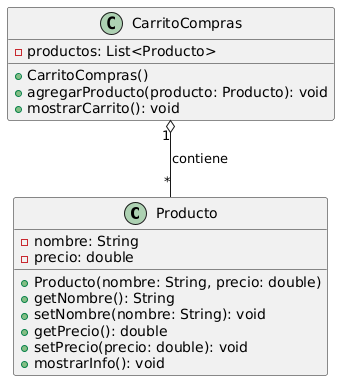 C CarritoCompras
productos: List<Producto>
CarritoCompras()
agregarProducto(producto: Producto): void
mostrarCarrito(): void
1
contiene
*
C Producto
nombre: String
precio: double
Producto(nombre: String, precio: double)
getNombre(): String
setNombre(nombre: String): void
getPrecio(): double
setPrecio(precio: double): void
mostrarInfo(): void